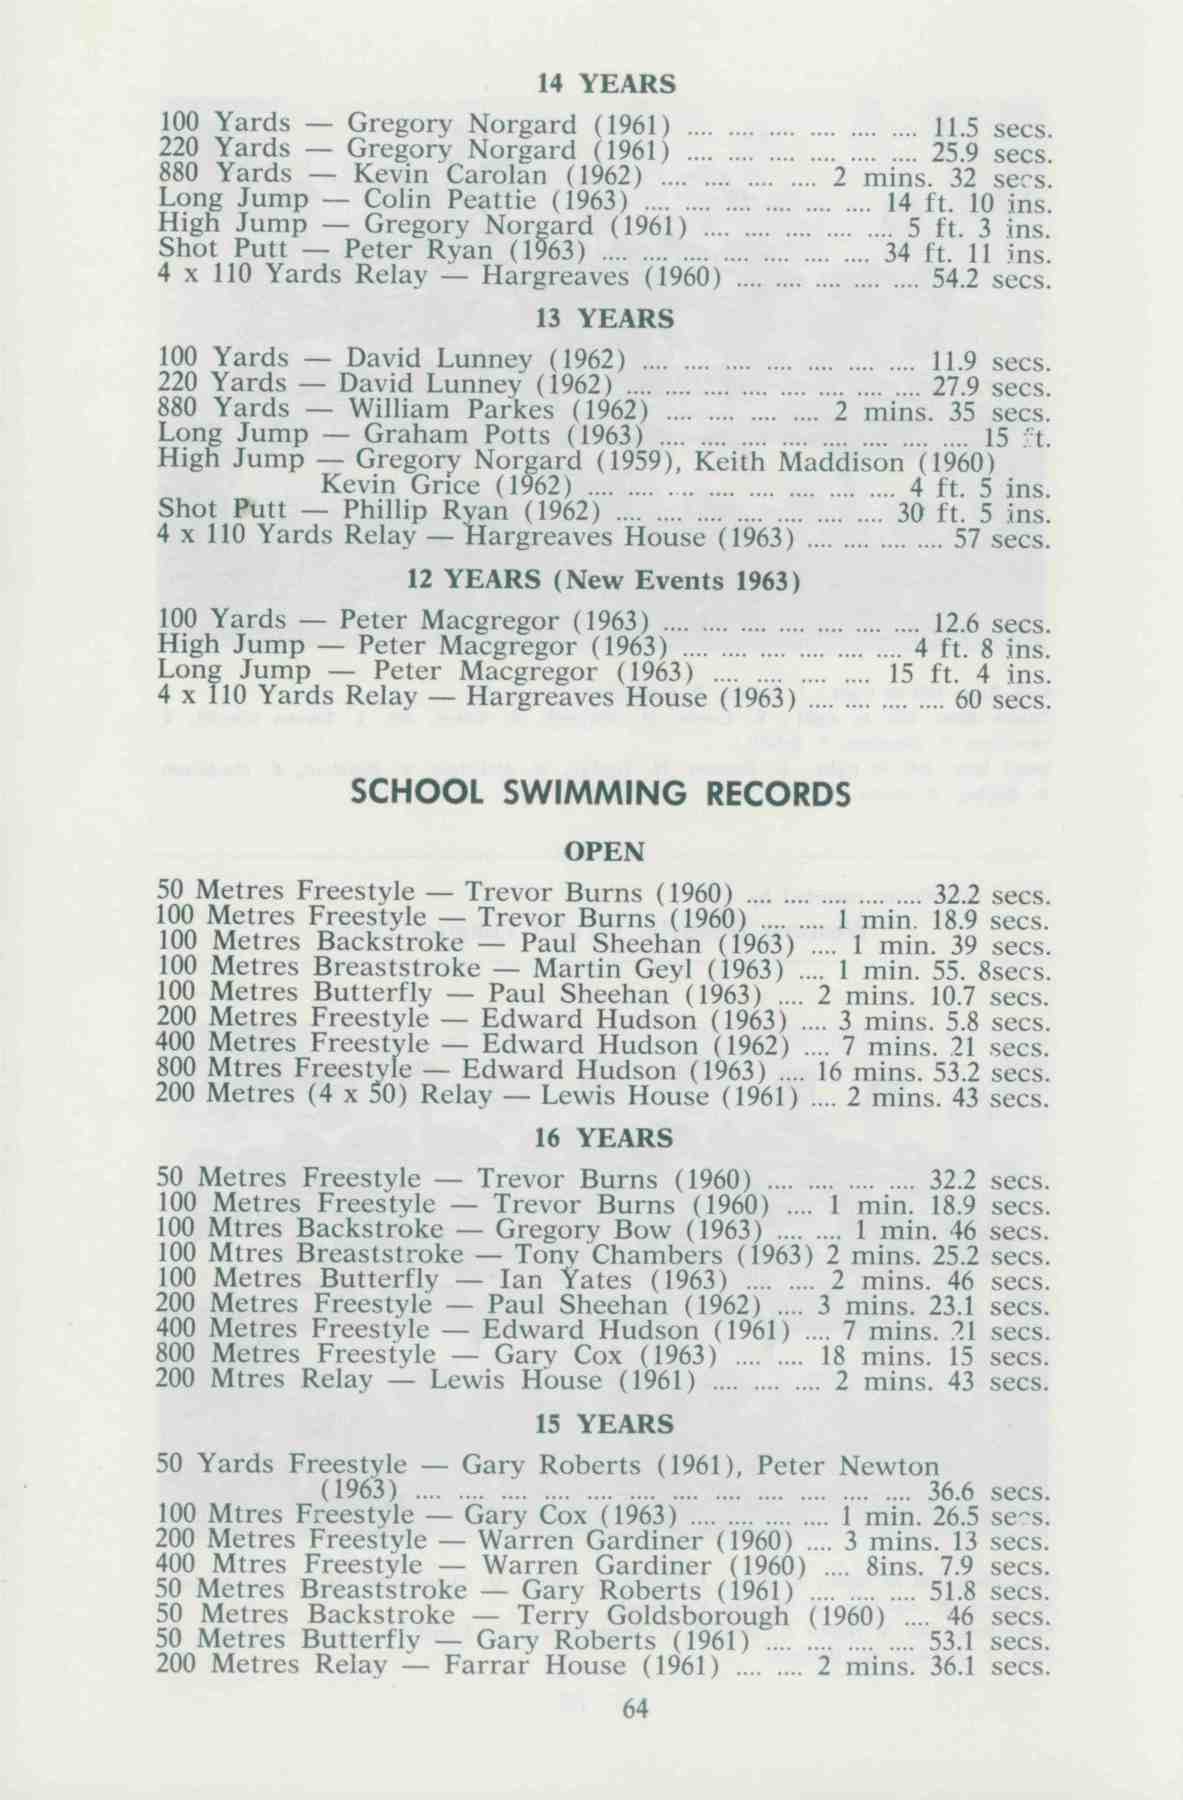 14 YEARS
100 Yards — Gregory Norgard (1961) .... .... .... .... .... .... 11.5 secs.
220 Yards — Gregory Norgard (1961) .... .... .... .... .... .... 25.9 secs.
880 Yards — Kevin Carolan (1962) .... .... .... .... 2 mins. 32 secs.
Long Jump — Colin Peattie (1963) .... .... .... .... .... .... 14 ft. 10 ins.
High Jump — Gregory Norgard (1961) .... .... .... .... .... 5 ft. 3 ins.
Shot Putt — Peter Ryan (1963) .... .... .... .... .... .... .... 34 ft. 11 ins.
4 x 110 Yards Relay — Hargreaves (1960) .... .... .... .... .... 54.2 secs.
13 YEARS
100 Yards — David Lunney (1962) .... .... .... .... .... .... .... 11.9 secs.
220 Yards — David Lunney (1962) .... .... .... .... .... .... .... .... 27.9 secs.
880 Yards — William Parkes (1962) .... .... .... .... 2 mins. 35 secs.
Long Jump — Graham Potts (1963) .... .... .... .... .... .... .... .... 15 ft.
High Jump — Gregory Norgard (1959), Keith Maddison (1960)
Kevin Grice (1962) .... .... .... .... .... .... .... .... 4 ft. 5 ins.
Shot Putt — Phillip Ryan (1962) .... .... .... .... .... .... .... 30 ft. 5 ins.
4 x 110 Yards Relay — Hargreaves House (1963) .... .... .... .... 57 secs.
12 YEARS (New Events 1963)
100 Yards — Peter Macgregor (1963) .... .... .... .... .... .... .... 12.6 secs.
High Jump — Peter Macgregor (1963) .... .... .... .... .... .... 4 ft. 8 ins.
Long Jump — Peter Macgregor (1963) .... .... .... .... 15 ft. 4 ins.
4 x 110 Yards Relay — Hargreaves House (1963) .... .... .... .... 60 secs.
SCHOOL SWIMMING RECORDS
OPEN
50 Metres Freestyle — Trevor Burns (1960) .... .... .... .... .... 32.2 secs.
100 Metres Freestyle — Trevor Burns (1960) .... .... 1 min. 18.9 secs.
100 Metres Backstroke — Paul Sheehan (1963) .... 1 min. 39 secs.
100 Metres Breaststroke — Martin Geyl (1963) .... 1 min. 55. 8secs.
100 Metres Butterfly — Paul Sheehan (1963) .... 2 mins. 10.7 secs.
200 Metres Freestyle — Edward Hudson (1963) .... 3 mins. 5.8 secs.
400 Metres Freestyle — Edward Hudson (1962) .... 7 mins. 21 secs.
800 Mtres Freestyle — Edward Hudson (1963) .... 16 mins. 53.2 secs.
200 Metres (4 x 50) Relay — Lewis House (1961) .... 2 mins. 43 secs.
16 YEARS
50 Metres Freestyle — Trevor Burns (1960) .... .... .... .... 32.2 secs.
100 Metres Freestyle — Trevor Burns (1960) .... 1 min. 18.9 secs.
100 Mtres Backstroke — Gregory Bow (1963) .... .... 1 min. 46 secs.
100 Mtres Breaststroke — Tony Chambers (1963) 2 mins. 25.2 secs.
100 Metres Butterfly — Ian Yates (1963) .... .... 2 mins. 46 secs.
200 Metres Freestyle — Paul Sheehan (1962) .... 3 mins. 23.1 secs.
400 Metres Freestyle — Edward Hudson (1961) .... 7 mins. 21 secs.
800 Metres Freestyle — Gary Cox (1963) .... .... 18 mins. 15 secs.
200 Mtres Relay — Lewis House (1961) .... .... .... 2 mins. 43 secs.
15 YEARS
50 Yards Freestyle — Gary Roberts (1961), Peter Newton
(1963) .... .... .... .... .... .... .... .... .... .... .... .... 36.6 secs.
100 Mtres Freestyle — Gary Cox (1963) .... .... .... .... 1 min. 26.5 secs.
200 Metres Freestyle — Warren Gardiner (1960) .... 3 mins. 13 secs.
400 Mtres Freestyle — Warren Gardiner (1960) .... 8ins. 7.9 secs.
50 Metres Breaststroke — Gary Roberts (1961) .... .... .... 51.8 secs.
50 Metres Backstroke — Terry Goldsborough (1960) .... 46 secs.
50 Metres Butterfly — Gary Roberts (1961) .... .... .... .... 53.1 secs.
200 Metres Relay — Farrar House (1961) .... .... 2 mins. 36.1 secs.
64